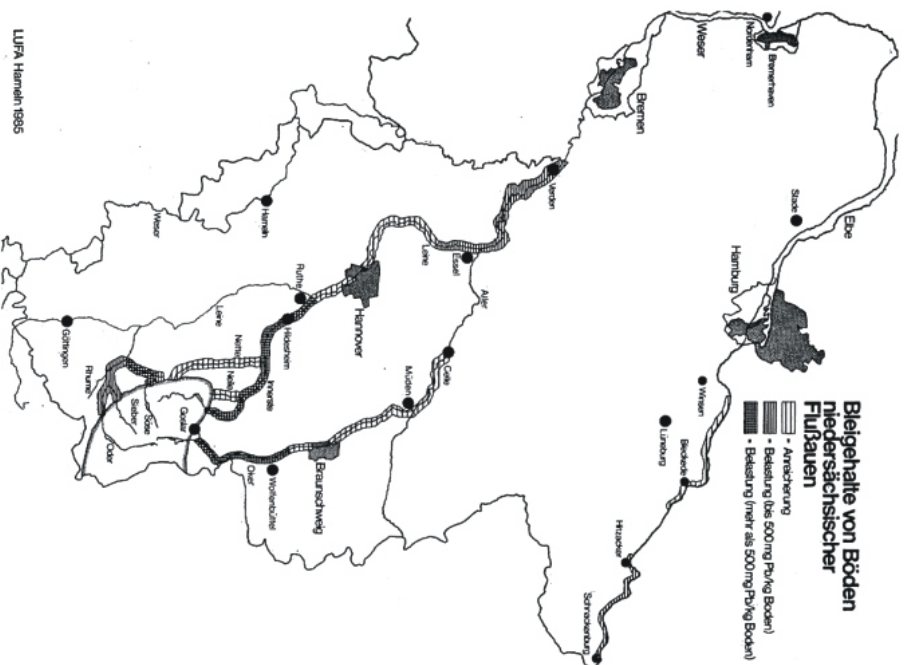 Bleigehalte von Böden
niedersächsischer
Flußauen
- Anreicherung
- Belastung (bis 500 mg Pb/kg Boden)
- Belastung (mehr als 500 mg Pb/kg Boden)
Nordenham
Bremerhaven
Weser
Bremen
Stade
Elbe
Hamburg
Winsen
Lüneburg
Bleckede
Hitzacker
Schnackenburg
Verden
Essel
Aller
Leine
Celle
Müden
Hannover
Hameln
Weser
Ruthe
Hildesheim
Leine
Nette
Neile
Innerste
Braunschweig
Wolfenbüttel
Oker
Goslar
Söse
Sieber
Oder
Rhume
Göttingen
LUFA Hameln 1985